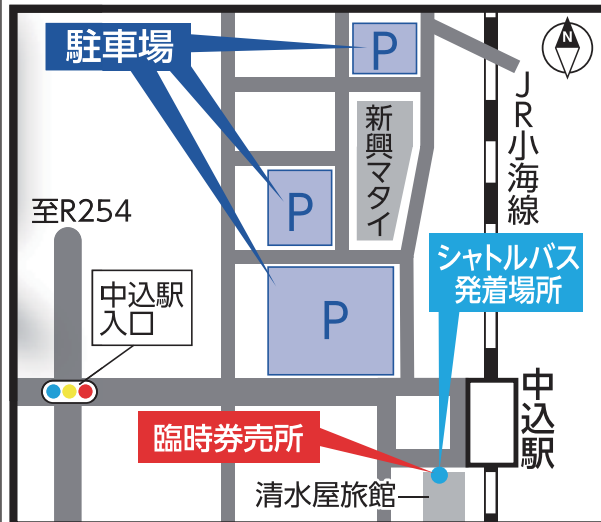 駐車場
P
N
JR小海線
新興マタイ
P
至R254
シャトルバス
発着場所
中込駅
入口
P
中込駅
臨時券売所
清水屋旅館